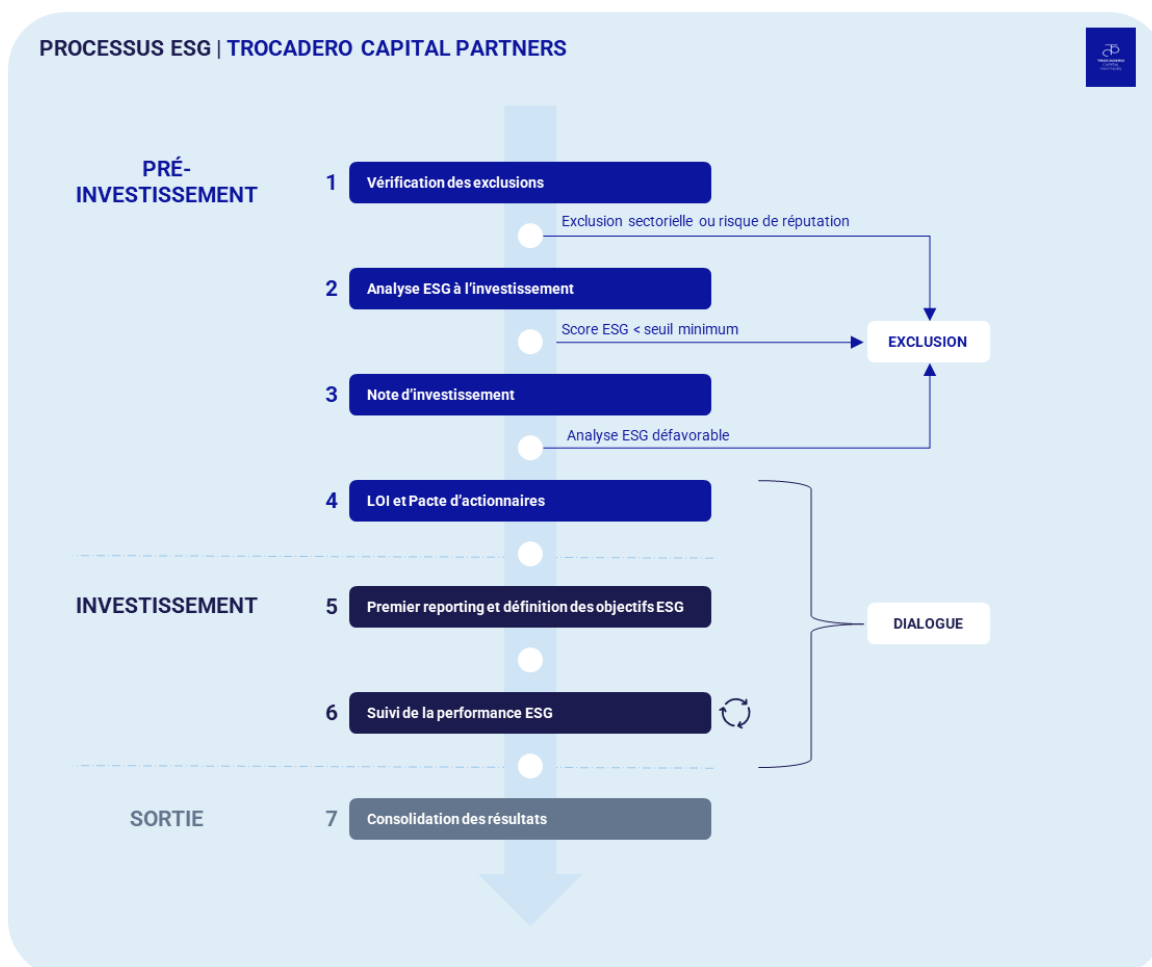 PROCESSUS ESG | TROCADERO CAPITAL PARTNERS
TROCADERO
CAPITAL
PARTNERS
PRÉ-
INVESTISSEMENT
1
Vérification des exclusions
Exclusion sectorielle ou risque de réputation
2
Analyse ESG à l’investissement
Score ESG < seuil minimum
EXCLUSION
3
Note d’investissement
Analyse ESG défavorable
4
LOI et Pacte d’actionnaires
INVESTISSEMENT
5
Premier reporting et définition des objectifs ESG
DIALOGUE
6
Suivi de la performance ESG
SORTIE
7
Consolidation des résultats